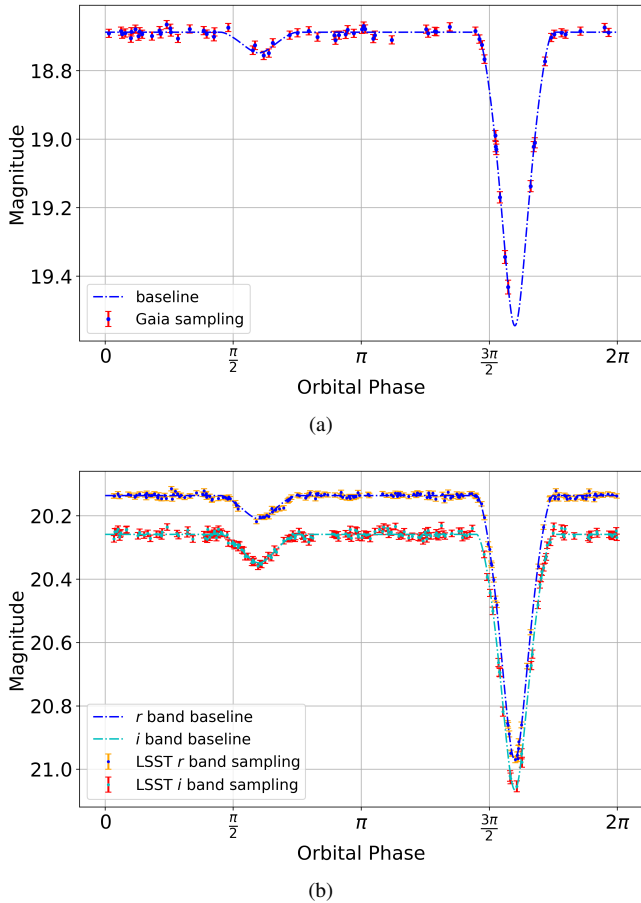 18.8
19.0
19.2
19.4
Magnitude
baseline
Gaia sampling
0
π/2
π
3π/2
2π
Orbital Phase
(a)
20.2
20.4
20.6
20.8
21.0
Magnitude
r band baseline
i band baseline
LSST r band sampling
LSST i band sampling
0
π/2
π
3π/2
2π
Orbital Phase
(b)